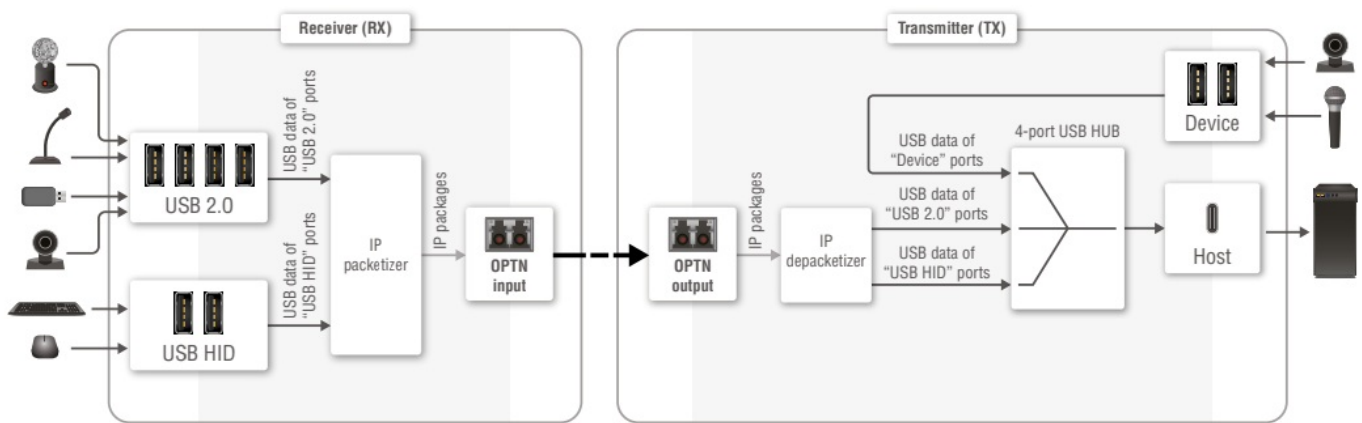 Receiver (RX)
USB 2.0
USB HID
USB data of
“USB 2.0” ports
USB data of
“USB HID” ports
IP
packetizer
IP packages
OPTN
input
Transmitter (TX)
OPTN
output
IP packages
IP
depacketizer
USB data of
“Device” ports
USB data of
“USB 2.0” ports
USB data of
“USB HID” ports
4-port USB HUB
Device
Host